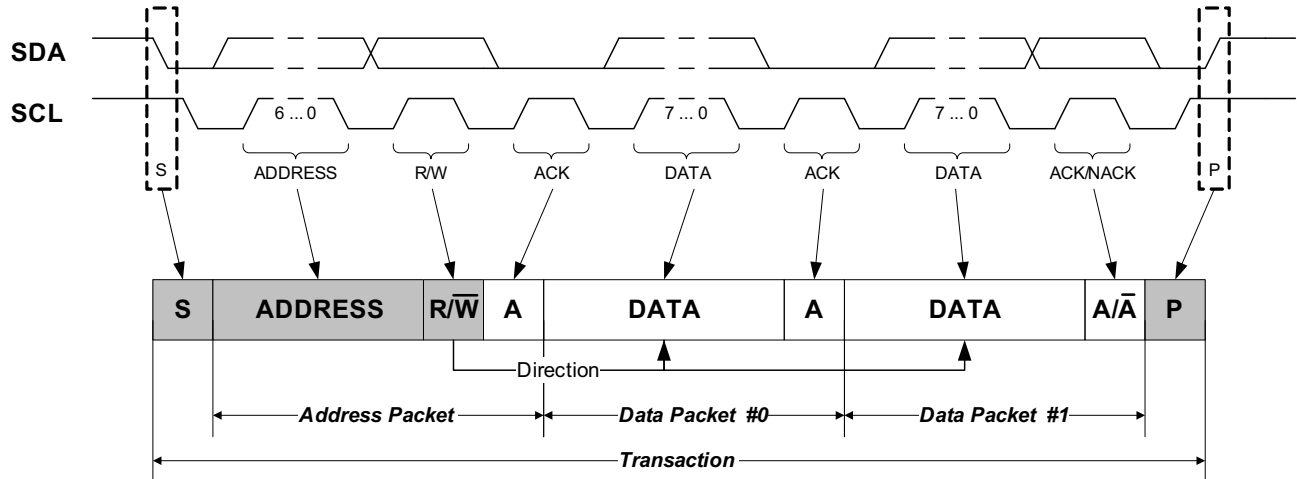 SDA
SCL
6 ... 0
7 ... 0
7 ... 0
S
ADDRESS
R/W
ACK
DATA
ACK
DATA
ACK/NACK
P
S
ADDRESS
R/W̅
A
DATA
A
DATA
A/A̅
P
Direction
Address Packet
Data Packet #0
Data Packet #1
Transaction